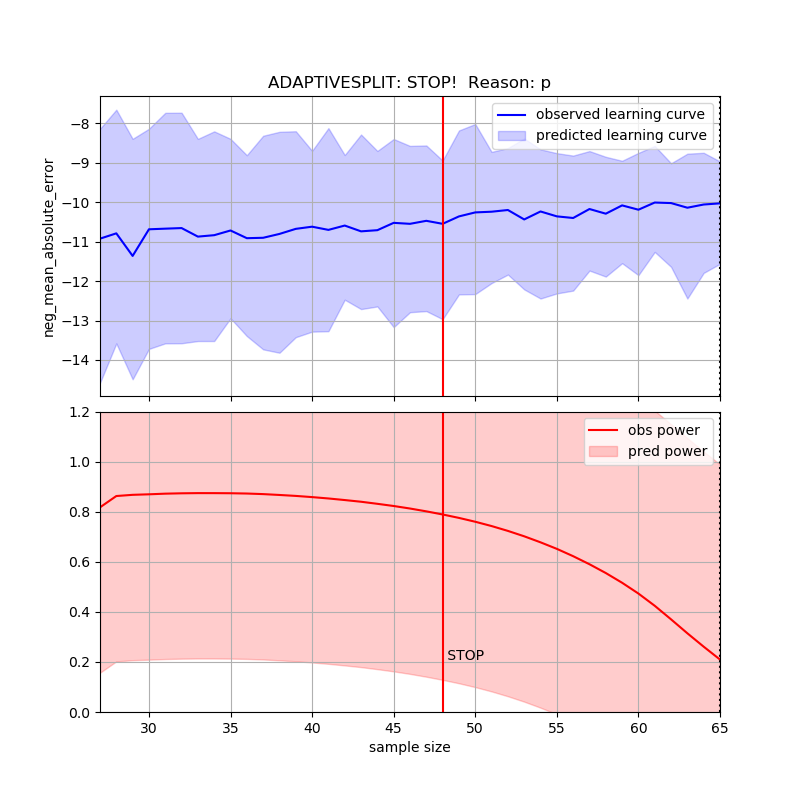 ADAPTIVESPLIT: STOP!  Reason: p
neg_mean_absolute_error
−8
−9
−10
−11
−12
−13
−14
observed learning curve
predicted learning curve
1.2
1.0
0.8
0.6
0.4
0.2
0.0
obs power
pred power
STOP
30
35
40
45
50
55
60
65
sample size